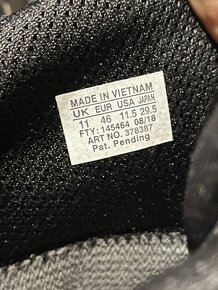 MADE IN VIETNAM
UK EUR USA JAPAN
11 46 11.5 29.5
FTY: 145464 08/18
ART NO. 378387
Pat. Pending